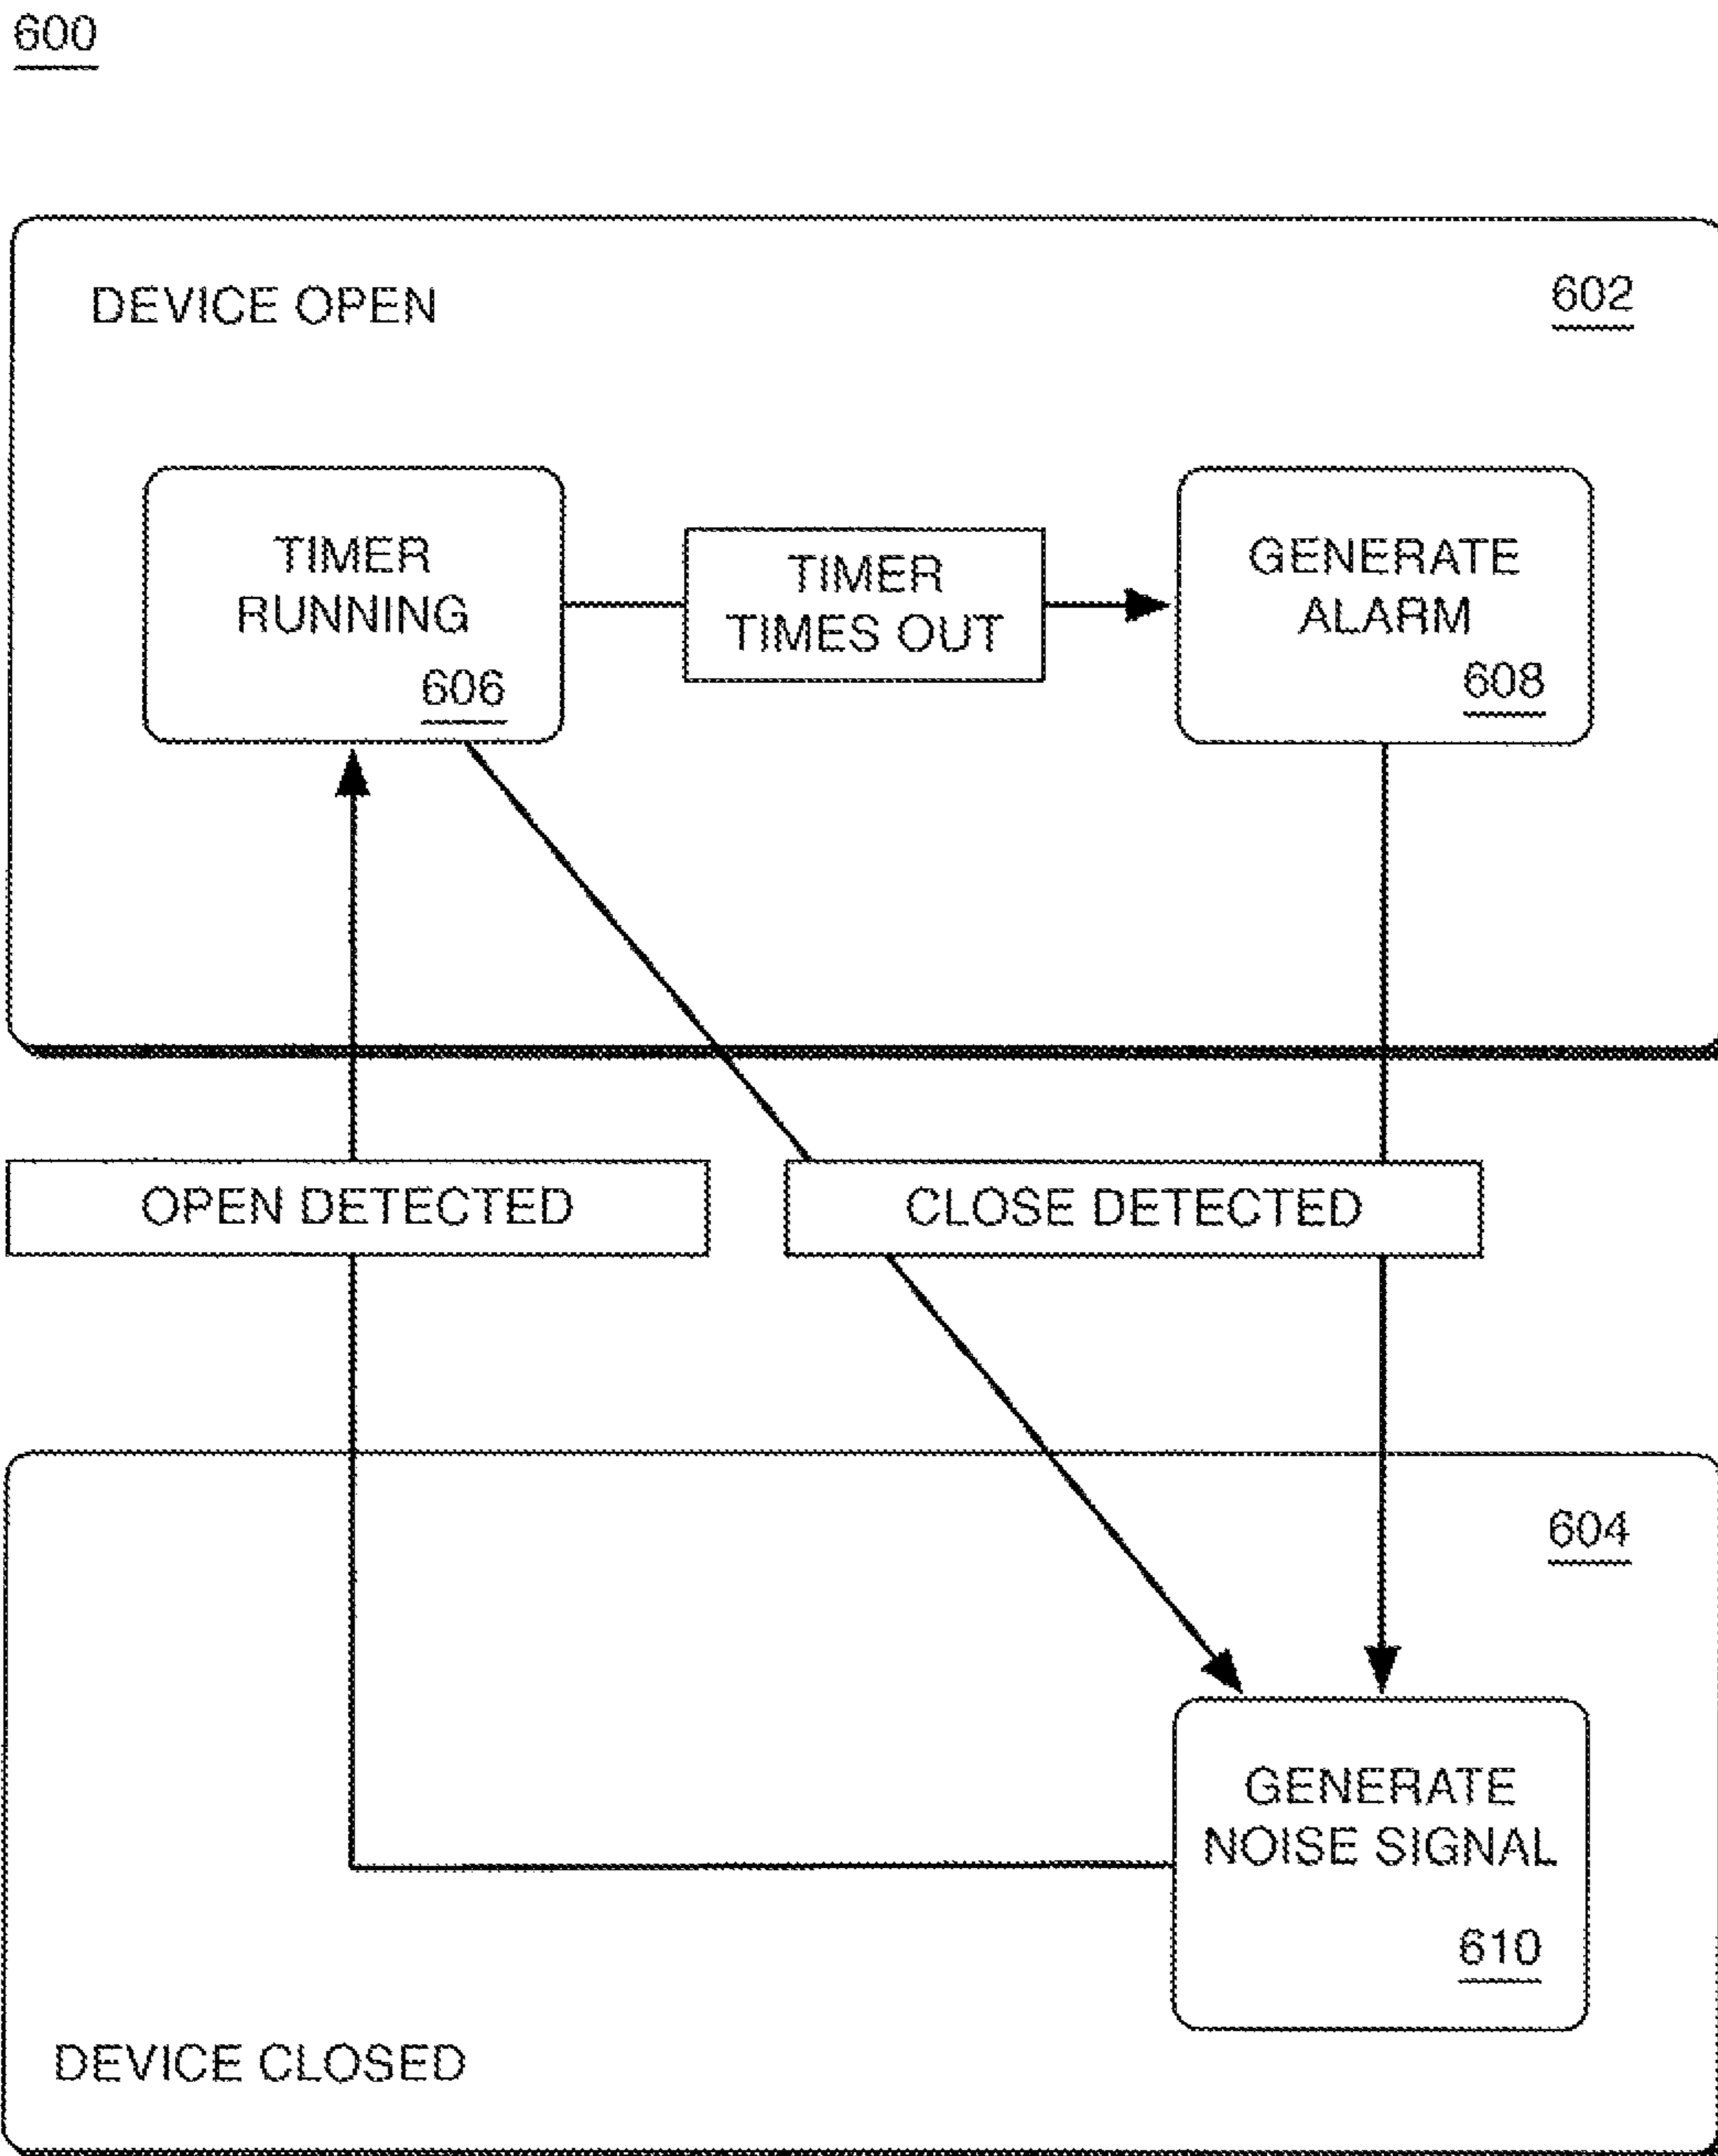 600
DEVICE OPEN
602
TIMER
RUNNING
606
TIMER
TIMES OUT
GENERATE
ALARM
608
OPEN DETECTED
CLOSE DETECTED
604
GENERATE
NOISE SIGNAL
610
DEVICE CLOSED